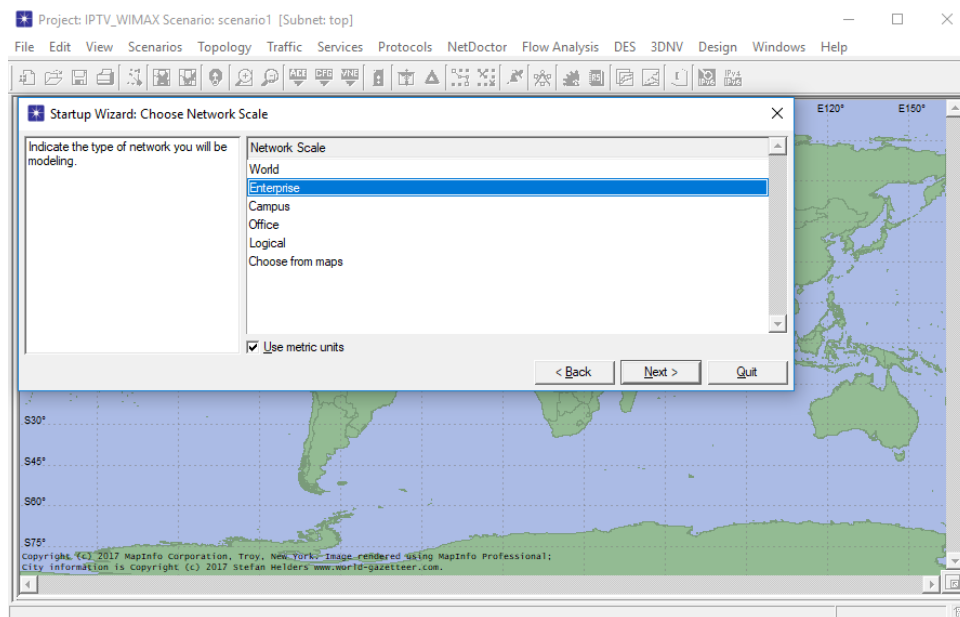 Project: IPTV_WIMAX Scenario: scenario1 [Subnet: top]
File Edit View Scenarios Topology Traffic Services Protocols NetDoctor Flow Analysis DES 3DNV Design Windows Help
ACE CFG VNE
IPv4
Startup Wizard: Choose Network Scale
E120° E150°
Indicate the type of network you will be
modeling.
Network Scale
World
Enterprise
Campus
Office
Logical
Choose from maps
Use metric units
< Back Next > Quit
S30°
S45°
S60°
S75°
Copyright (c) 2017 MapInfo Corporation, Troy, New York. Image rendered using MapInfo Professional;
City information is Copyright (c) 2017 Stefan Helders www.world-gazetteer.com.